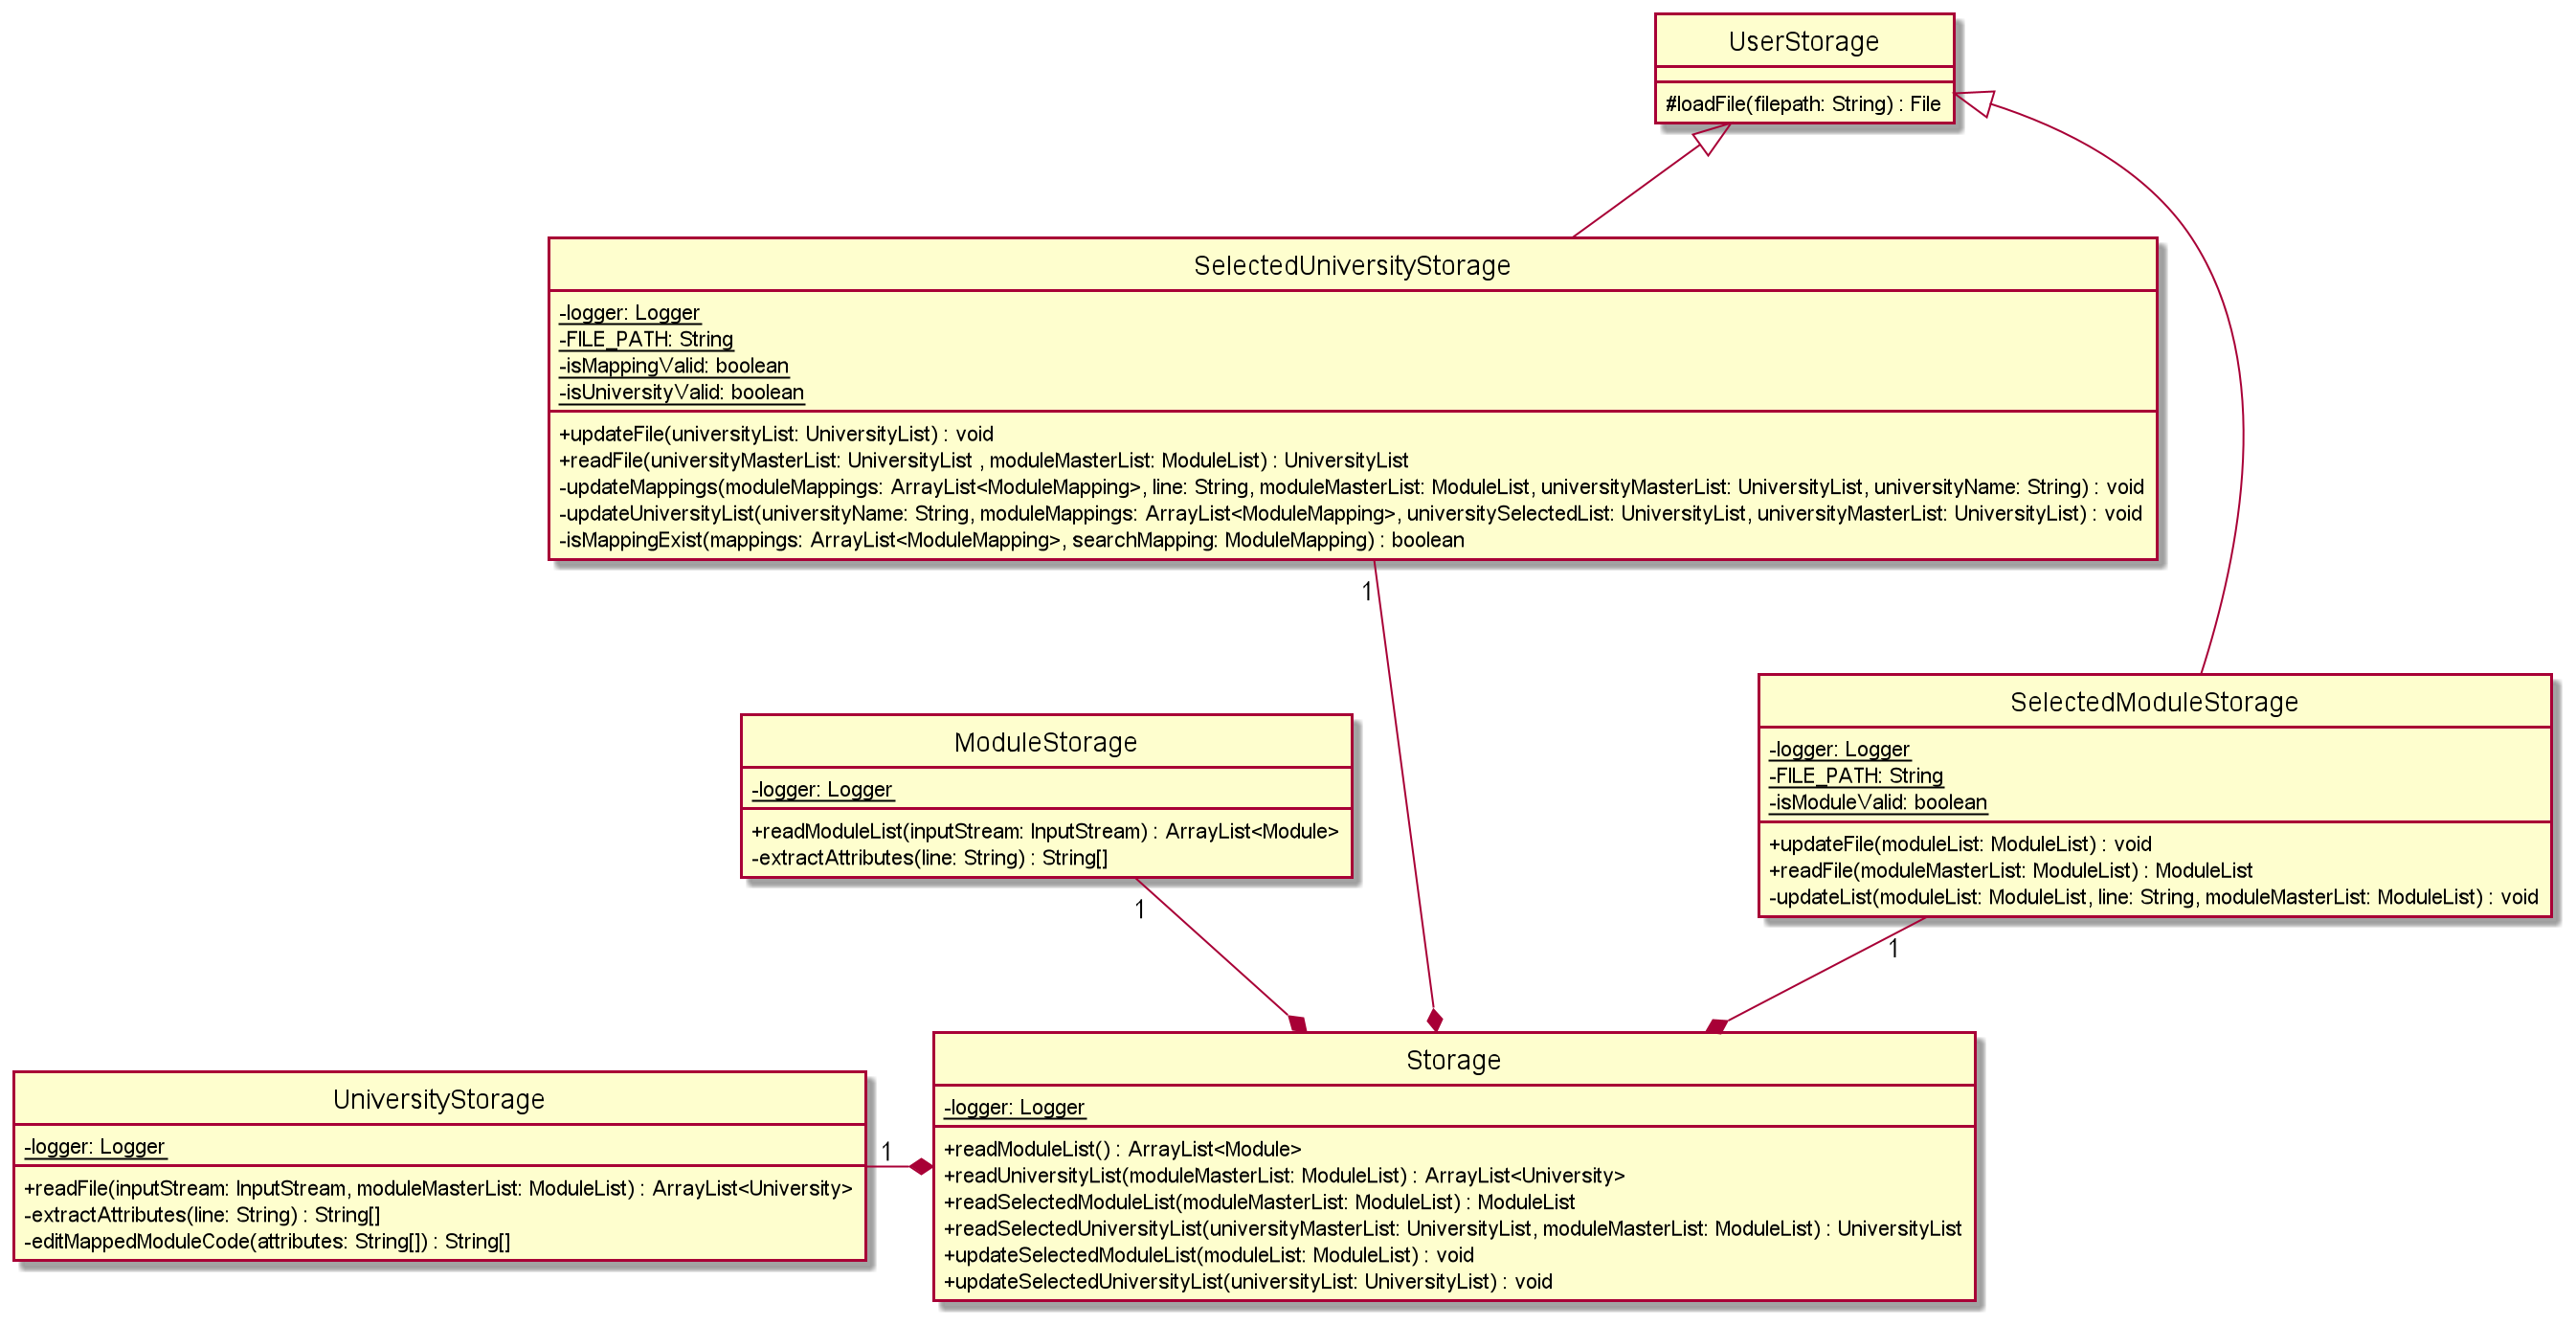 UserStorage
#loadFile(filepath: String) : File
SelectedUniversityStorage
-logger: Logger
-FILE_PATH: String
-isMappingValid: boolean
-isUniversityValid: boolean
+updateFile(universityList: UniversityList) : void
+readFile(universityMasterList: UniversityList , moduleMasterList: ModuleList) : UniversityList
-updateMappings(moduleMappings: ArrayList<ModuleMapping>, line: String, moduleMasterList: ModuleList, universityMasterList: UniversityList, universityName: String) : void
-updateUniversityList(universityName: String, moduleMappings: ArrayList<ModuleMapping>, universitySelectedList: UniversityList, universityMasterList: UniversityList) : void
-isMappingExist(mappings: ArrayList<ModuleMapping>, searchMapping: ModuleMapping) : boolean
1
SelectedModuleStorage
-logger: Logger
-FILE_PATH: String
-isModuleValid: boolean
+updateFile(moduleList: ModuleList) : void
+readFile(moduleMasterList: ModuleList) : ModuleList
-updateList(moduleList: ModuleList, line: String, moduleMasterList: ModuleList) : void
1
ModuleStorage
-logger: Logger
+readModuleList(inputStream: InputStream) : ArrayList<Module>
-extractAttributes(line: String) : String[]
1
UniversityStorage
-logger: Logger
+readFile(inputStream: InputStream, moduleMasterList: ModuleList) : ArrayList<University>
-extractAttributes(line: String) : String[]
-editMappedModuleCode(attributes: String[]) : String[]
1
Storage
-logger: Logger
+readModuleList() : ArrayList<Module>
+readUniversityList(moduleMasterList: ModuleList) : ArrayList<University>
+readSelectedModuleList(moduleMasterList: ModuleList) : ModuleList
+readSelectedUniversityList(universityMasterList: UniversityList, moduleMasterList: ModuleList) : UniversityList
+updateSelectedModuleList(moduleList: ModuleList) : void
+updateSelectedUniversityList(universityList: UniversityList) : void